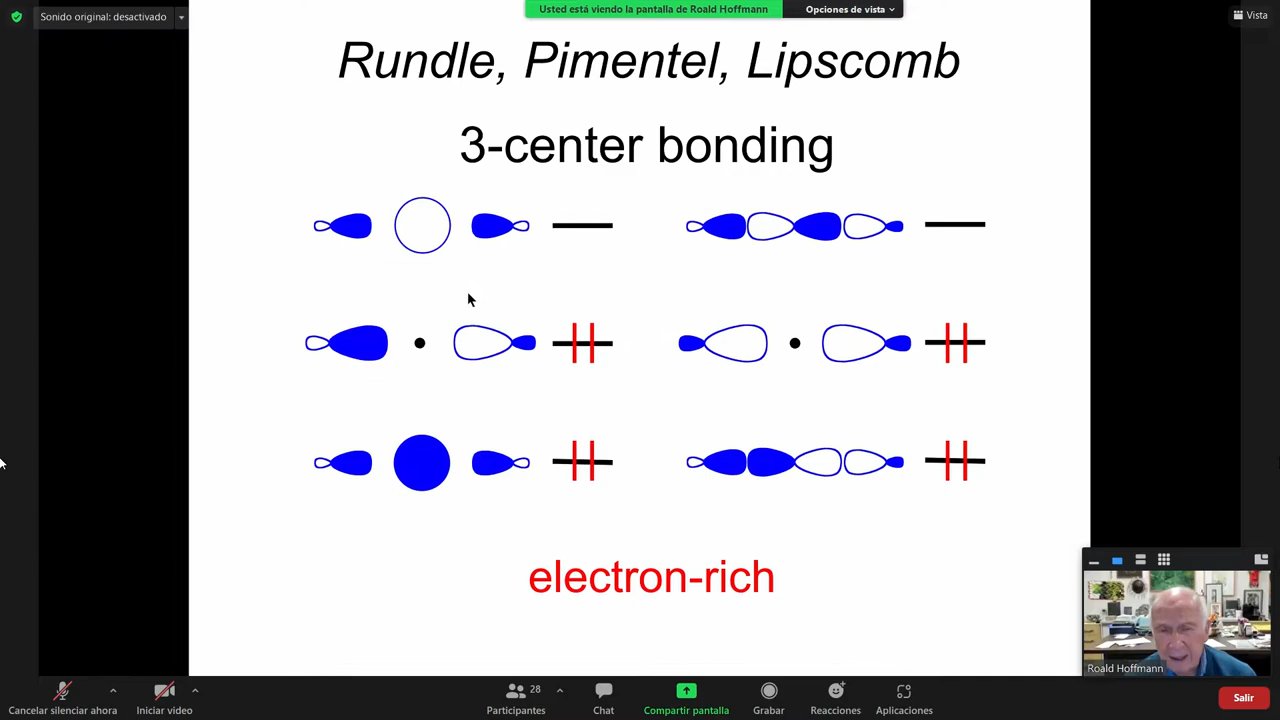 Sonido original: desactivado
Usted está viendo la pantalla de Roald Hoffmann
Opciones de vista
Vista
Rundle, Pimentel, Lipscomb
3-center bonding
electron-rich
Roald Hoffmann
Cancelar silenciar ahora
Iniciar video
28
Participantes
Chat
Compartir pantalla
Grabar
Reacciones
Aplicaciones
Salir